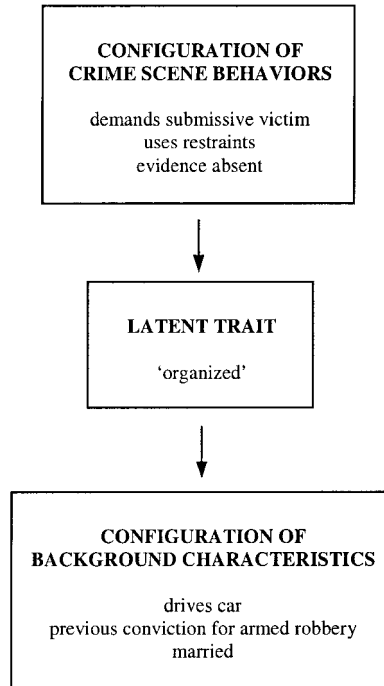 CONFIGURATION OF
CRIME SCENE BEHAVIORS
demands submissive victim
uses restraints
evidence absent
LATENT TRAIT
'organized'
CONFIGURATION OF
BACKGROUND CHARACTERISTICS
drives car
previous conviction for armed robbery
married